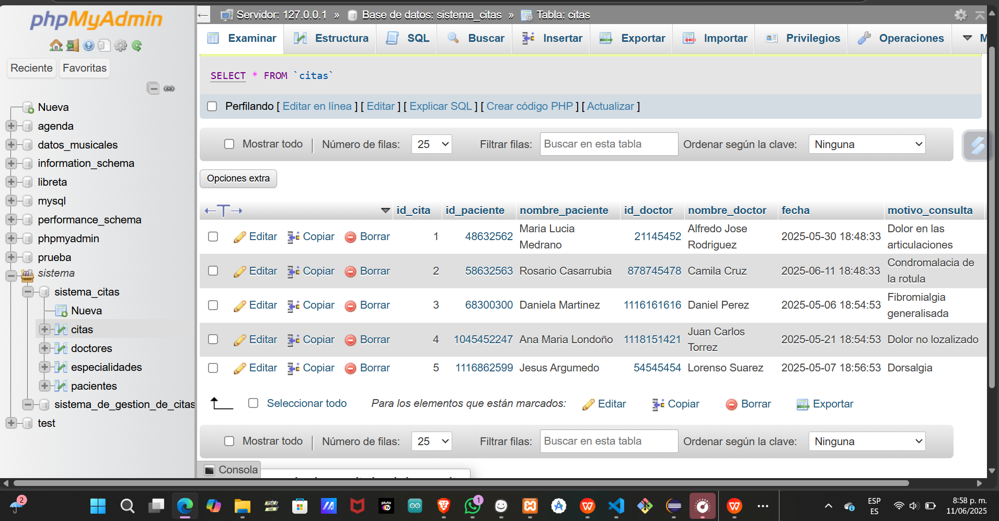 phpMyAdmin
Reciente Favoritas
Nueva
agenda
datos_musicales
information_schema
libreta
mysql
performance_schema
phpmyadmin
prueba
sistema
sistema_citas
Nueva
citas
doctores
especialidades
pacientes
sistema_de_gestion_de_citas
test
Servidor: 127.0.0.1 » Base de datos: sistema_citas » Tabla: citas
Examinar Estructura SQL Buscar Insertar Exportar Importar Privilegios Operaciones M
SELECT * FROM `citas`
Perfilando [ Editar en línea ] [ Editar ] [ Explicar SQL ] [ Crear código PHP ] [ Actualizar ]
Mostrar todo | Número de filas: 25 Filtrar filas: Buscar en esta tabla Ordenar según la clave: Ninguna
Opciones extra
←T→ id_cita id_paciente nombre_paciente id_doctor nombre_doctor fecha motivo_consulta
Editar Copiar Borrar 1 48632562 Maria Lucia Medrano 21145452 Alfredo Jose Rodriguez 2025-05-30 18:48:33 Dolor en las articulaciones
Editar Copiar Borrar 2 58632563 Rosario Casarrubia 878745478 Camila Cruz 2025-06-11 18:48:33 Condromalacia de la rotula
Editar Copiar Borrar 3 68300300 Daniela Martinez 1116161616 Daniel Perez 2025-05-06 18:54:53 Fibromialgia generalisada
Editar Copiar Borrar 4 1045452247 Ana Maria Londoño 1118151421 Juan Carlos Torrez 2025-05-21 18:54:53 Dolor no lozalizado
Editar Copiar Borrar 5 1116862599 Jesus Argumedo 54545454 Lorenso Suarez 2025-05-07 18:56:53 Dorsalgia
Seleccionar todo Para los elementos que están marcados: Editar Copiar Borrar Exportar
Mostrar todo | Número de filas: 25 Filtrar filas: Buscar en esta tabla Ordenar según la clave: Ninguna
Consola
2
pluto tv
1
ESP
ES
8:58 p. m.
11/06/2025